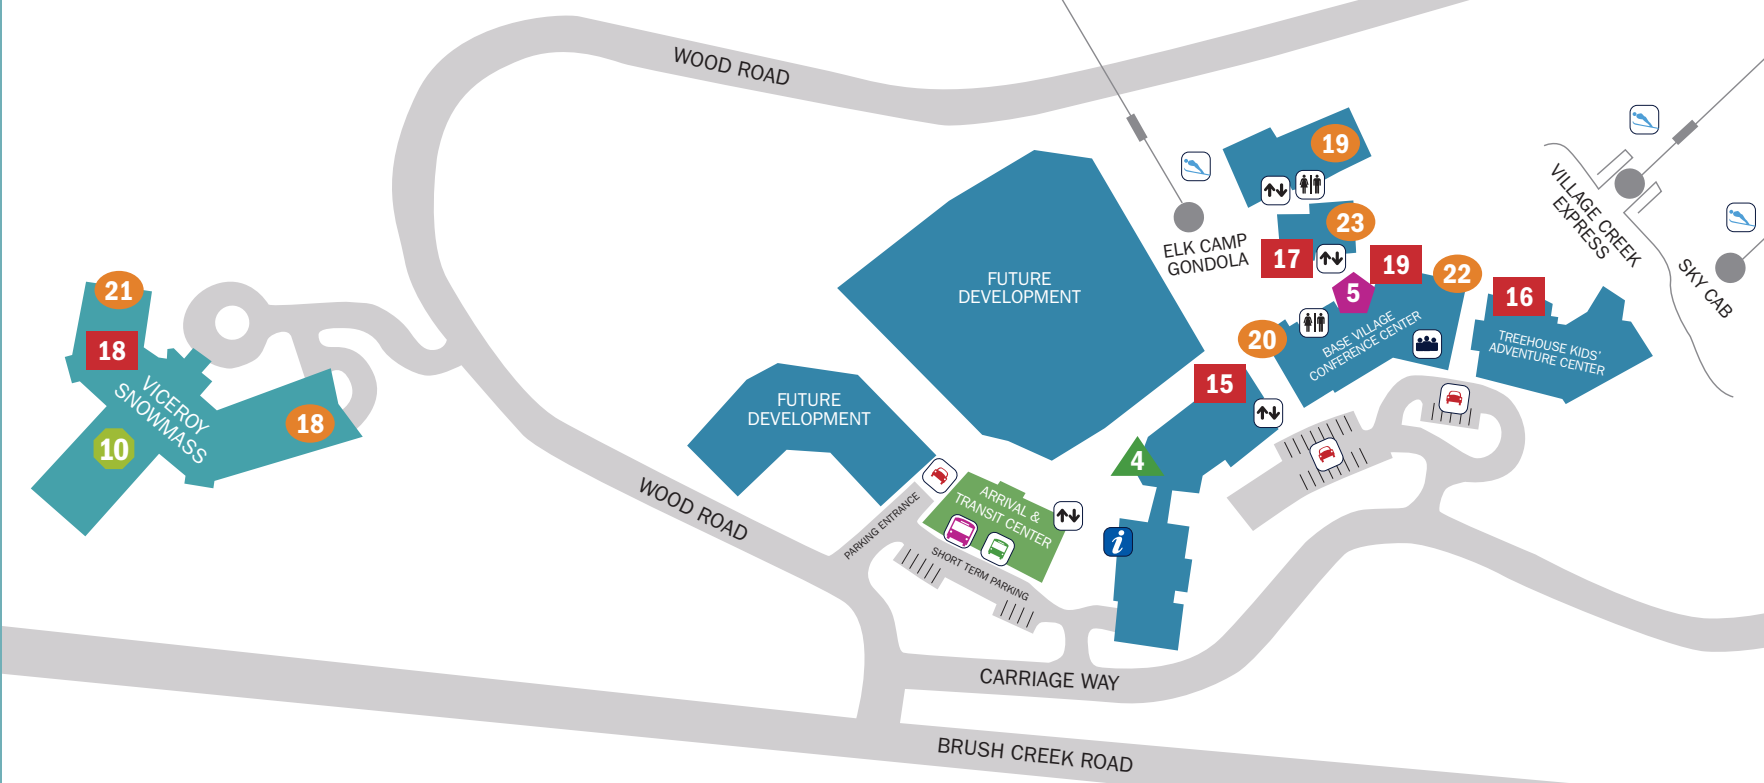 WOOD ROAD
19
23
ELK CAMP
GONDOLA
17
19
22
5
16
VILLAGE CREEK
EXPRESS
SKY CAB
FUTURE
DEVELOPMENT
20
BASE VILLAGE
CONFERENCE CENTER
TREEHOUSE KIDS'
ADVENTURE CENTER
21
18
VICEROY
SNOWMASS
18
10
FUTURE
DEVELOPMENT
15
4
WOOD ROAD
PARKING ENTRANCE
ARRIVAL &
TRANSIT CENTER
SHORT TERM PARKING
i
CARRIAGE WAY
BRUSH CREEK ROAD